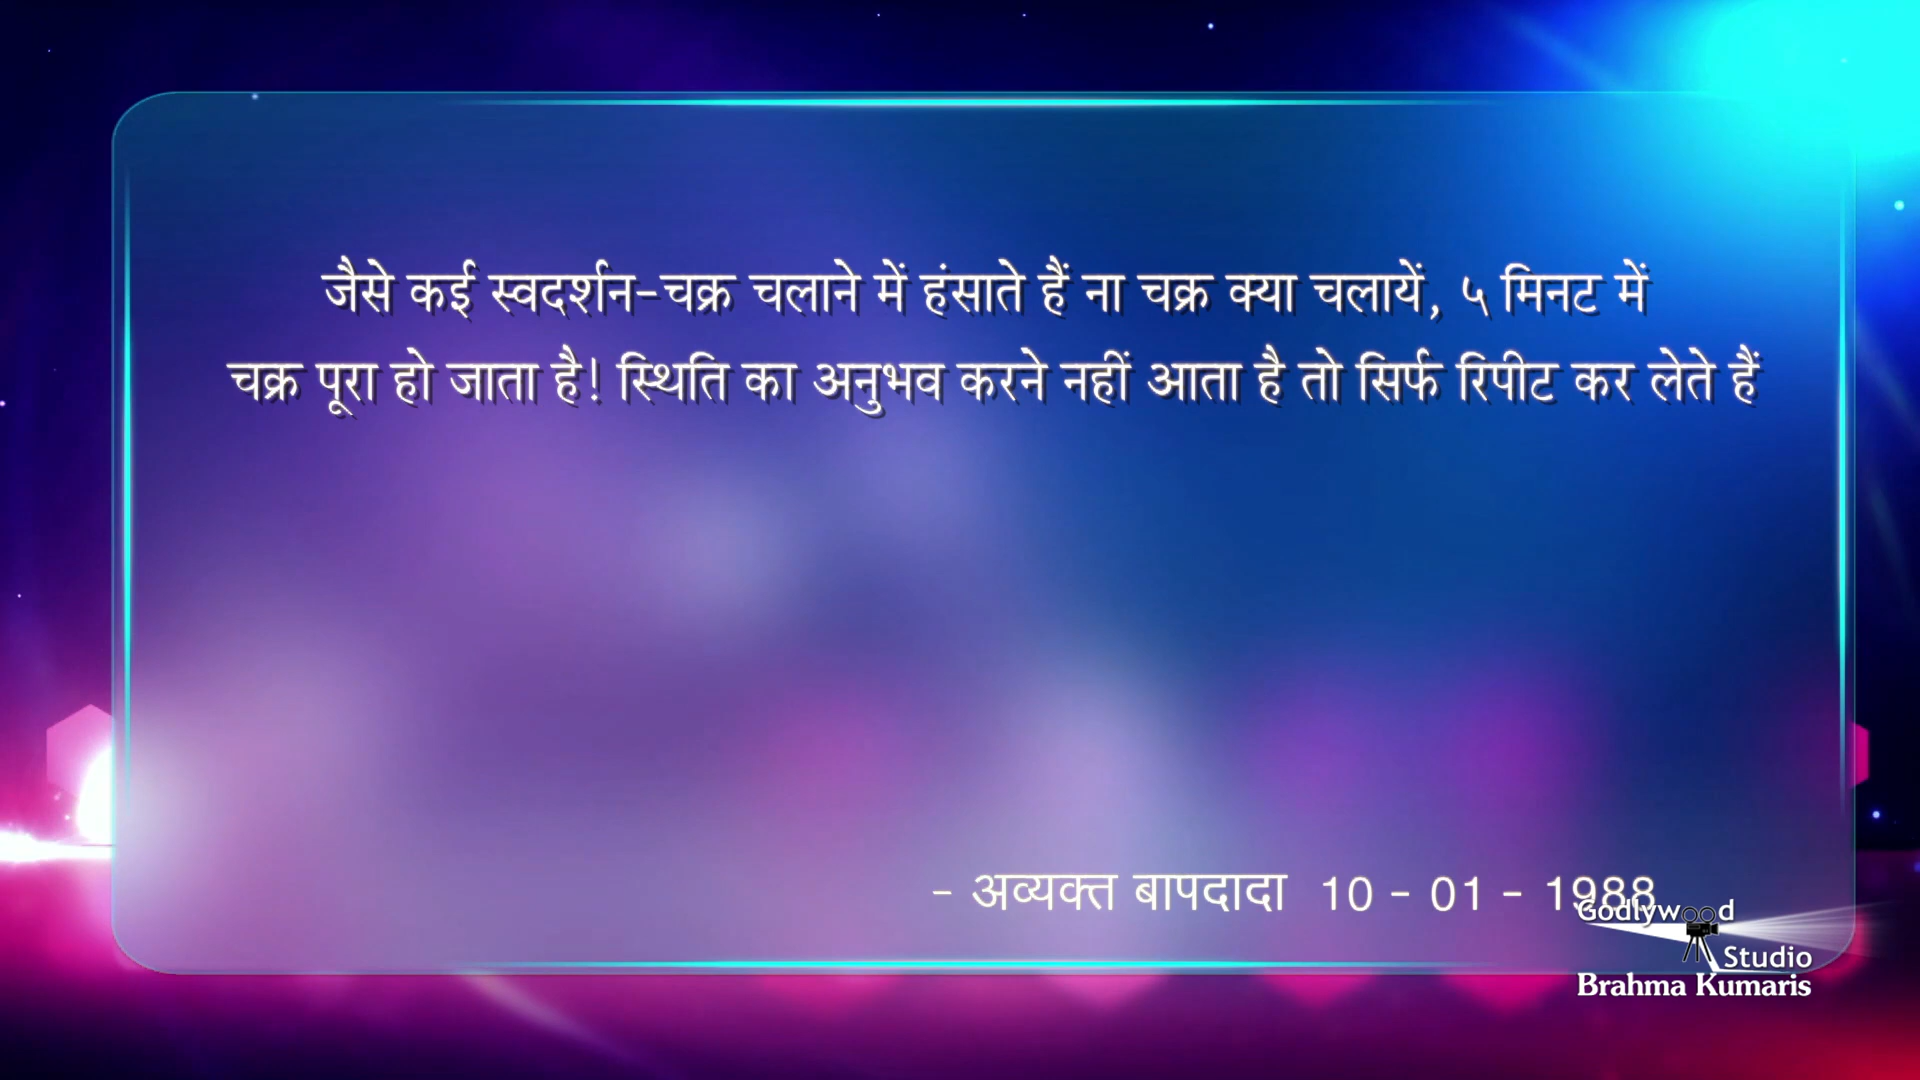 जैसे कई स्वदर्शन-चक्र चलाने में हंसाते हैं ना चक्र क्या चलायें, ५ मिनट में
चक्र पूरा हो जाता है! स्थिति का अनुभव करने नहीं आता है तो सिर्फ रिपीट कर लेते हैं
- अव्यक्त बापदादा 10 - 01 - 1988
Godlywood
Studio
Brahma Kumaris